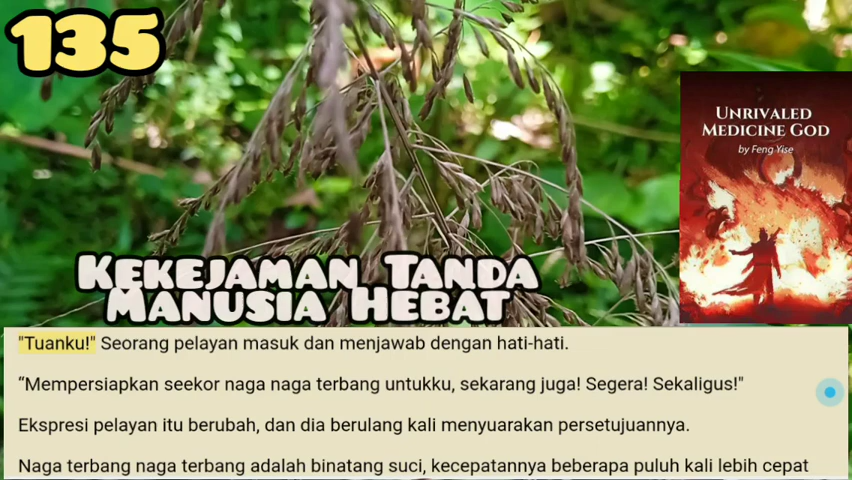 135
UNRIVALED
MEDICINE GOD
by Feng Yise
KEKEJAMAN TANDA
MANUSIA HEBAT
"Tuanku!" Seorang pelayan masuk dan menjawab dengan hati-hati.
“Mempersiapkan seekor naga naga terbang untukku, sekarang juga! Segera! Sekaligus!"
Ekspresi pelayan itu berubah, dan dia berulang kali menyuarakan persetujuannya.
Naga terbang naga terbang adalah binatang suci, kecepatannya beberapa puluh kali lebih cepat